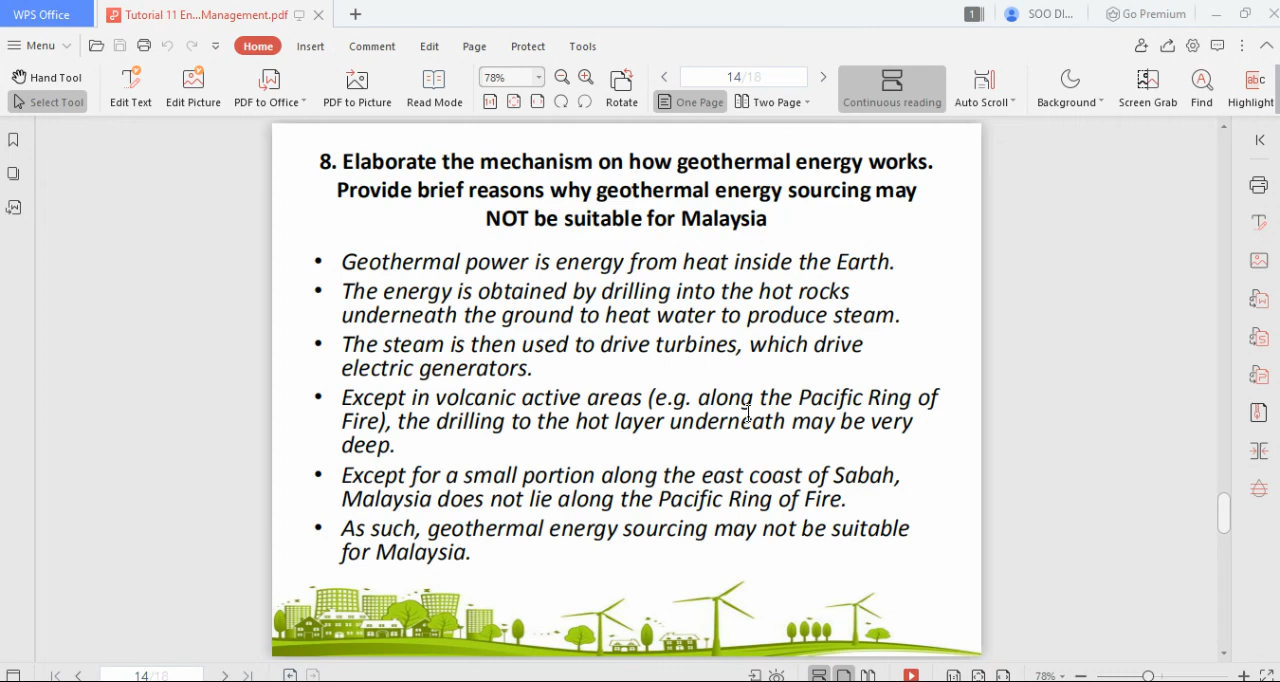 WPS Office
Tutorial 11 En...Management.pdf
1
SOO DI...
Go Premium
Menu
Home
Insert
Comment
Edit
Page
Protect
Tools
Hand Tool
Select Tool
Edit Text
Edit Picture
PDF to Office
PDF to Picture
Read Mode
78%
Rotate
14/18
One Page
Two Page
Continuous reading
Auto Scroll
Background
Screen Grab
Find
Highlight
8. Elaborate the mechanism on how geothermal energy works.
Provide brief reasons why geothermal energy sourcing may
NOT be suitable for Malaysia
• Geothermal power is energy from heat inside the Earth.
• The energy is obtained by drilling into the hot rocks
underneath the ground to heat water to produce steam.
• The steam is then used to drive turbines, which drive
electric generators.
• Except in volcanic active areas (e.g. along the Pacific Ring of
Fire), the drilling to the hot layer underneath may be very
deep.
• Except for a small portion along the east coast of Sabah,
Malaysia does not lie along the Pacific Ring of Fire.
• As such, geothermal energy sourcing may not be suitable
for Malaysia.
14/18
78%